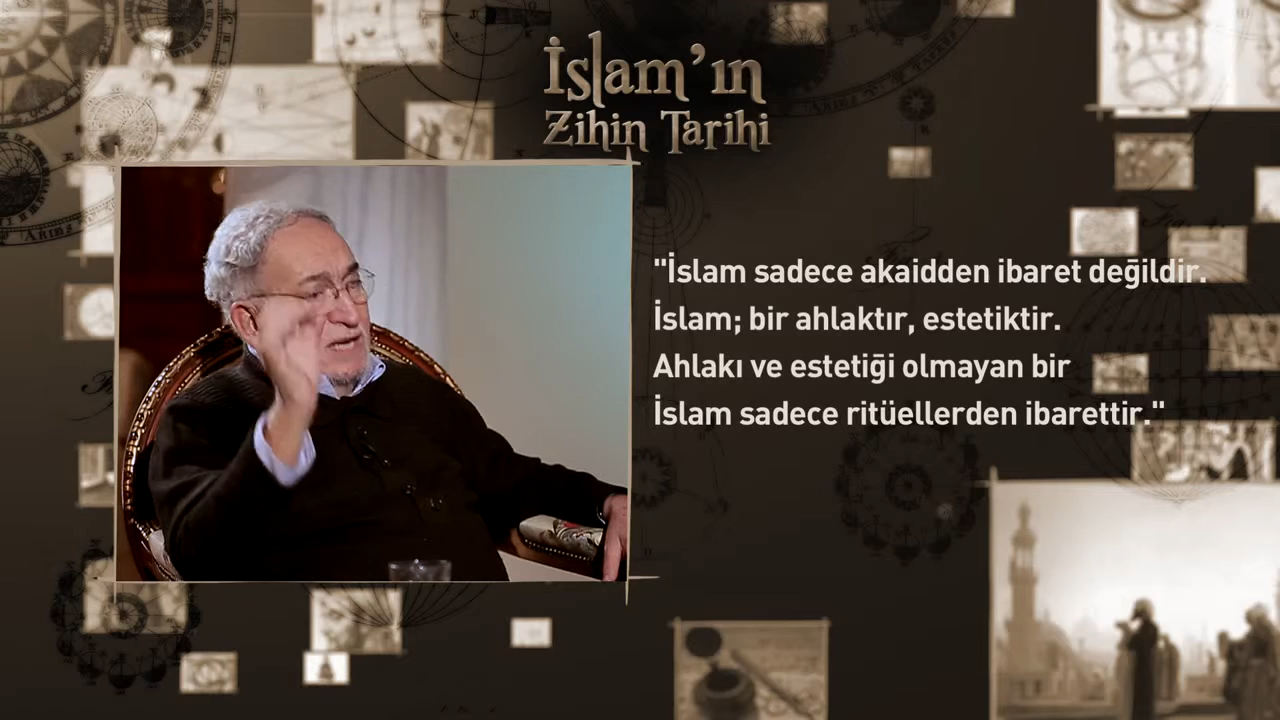 İslam'ın
Zihin Tarihi
"İslam sadece akaidden ibaret değildir.
İslam; bir ahlaktır, estetiktir.
Ahlakı ve estetiği olmayan bir
İslam sadece ritüellerden ibarettir."